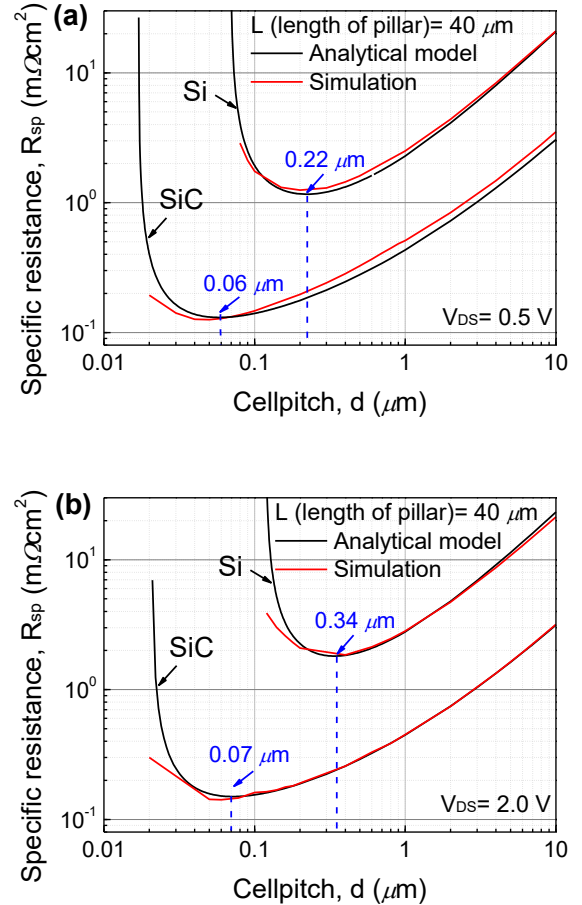 (a)
L (length of pillar)= 40 μm
Analytical model
Simulation
Si
SiC
0.22 μm
0.06 μm
VDS= 0.5 V
10¹
10⁰
10⁻¹
Specific resistance, Rsp (mΩcm²)
0.01
0.1
1
10
Cellpitch, d (μm)
(b)
L (length of pillar)= 40 μm
Analytical model
Simulation
Si
SiC
0.34 μm
0.07 μm
VDS= 2.0 V
10¹
10⁰
10⁻¹
Specific resistance, Rsp (mΩcm²)
0.01
0.1
1
10
Cellpitch, d (μm)